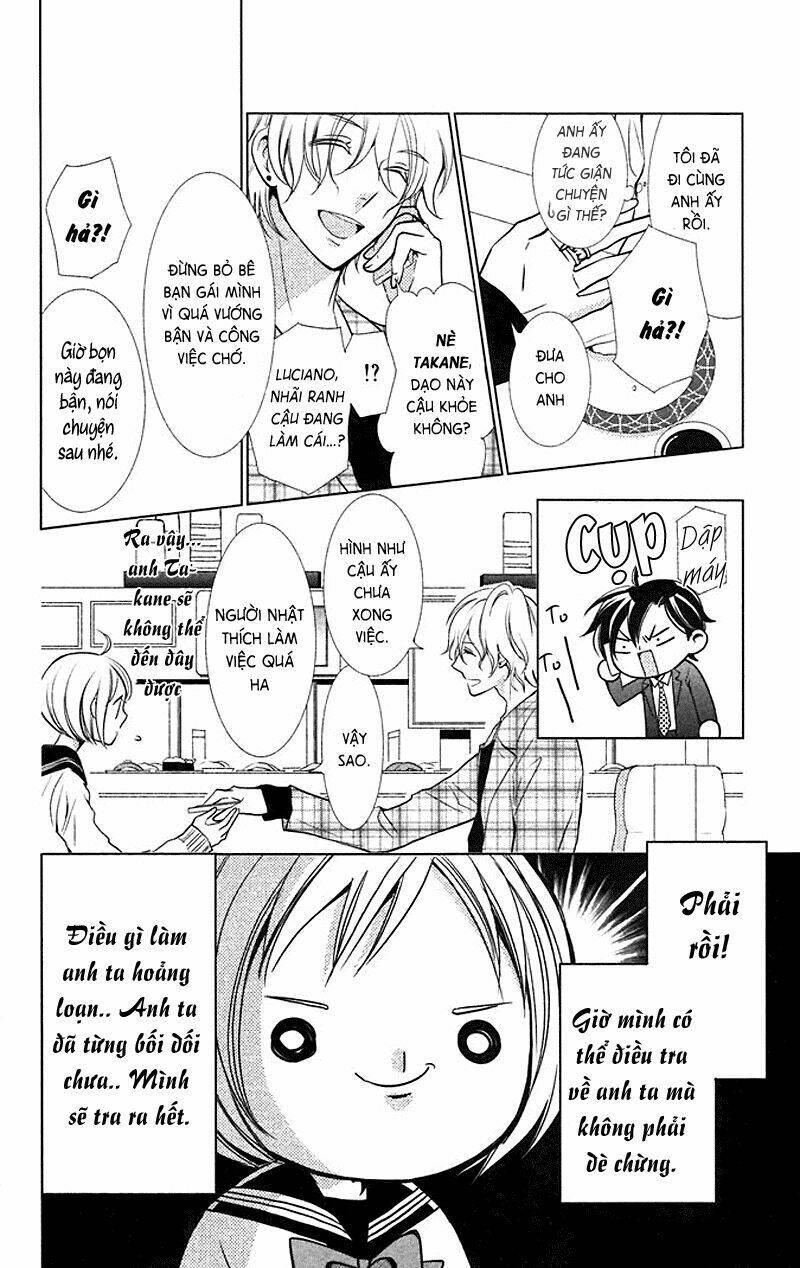 TÔI ĐÃ
ĐI CÙNG
ANH ẤY
RỒI.
ANH ẤY
ĐANG
TỨC GIẬN
CHUYỆN
GÌ THẾ?
Gì
hả?!
ĐƯA
CHO
ANH
NÈ
TAKANE,
DẠO NÀY
CẬU KHỎE
KHÔNG?
!?
LUCIANO,
NHÃI RANH
CẬU ĐANG
LÀM CÁI...?
ĐỪNG BỎ BÊ
BẠN GÁI MÌNH
VÌ QUÁ VƯỚNG
BẬN VÀ CÔNG
VIỆC CHỚ.
Gì
hả?!
Giờ bọn
này đang
bận, nói
chuyện
sau nhé.
Dập
máy
Cụp
Tu
Tu
HÌNH NHƯ
CẬU ẤY
CHƯA
XONG
VIỆC.
VẬY
SAO.
NGƯỜI NHẬT
THÍCH LÀM
VIỆC QUÁ
HA
Ra vậy...
anh Ta-
kane sẽ
không thể
đến đây
được
Phải
rồi!
Giờ mình có
thể điều tra
về anh ta mà
không phải
dè chừng.
Điều gì làm
anh ta hoảng
loạn.. Anh ta
đã từng bối dối
chưa.. Mình
sẽ tra ra hết.